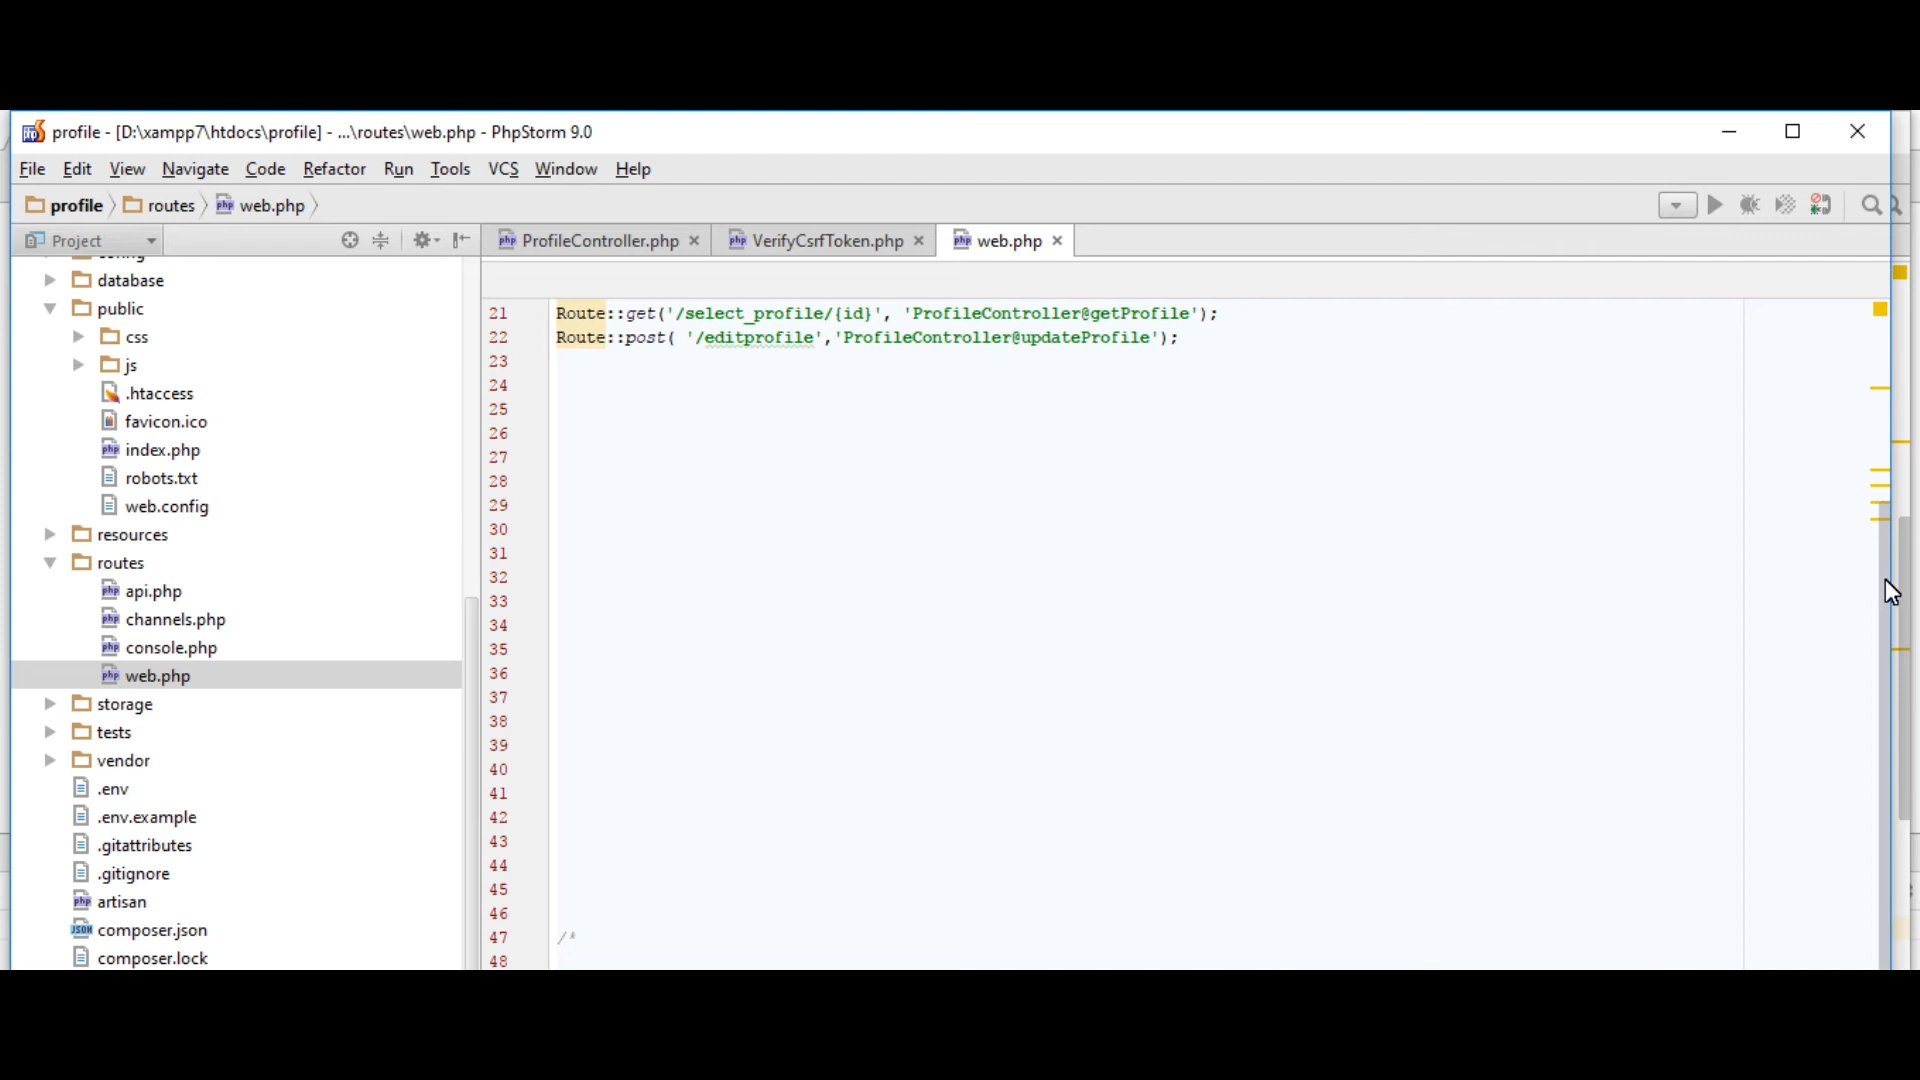 profile - [D:\xampp7\htdocs\profile] - ...\routes\web.php - PhpStorm 9.0
File Edit View Navigate Code Refactor Run Tools VCS Window Help
profile routes web.php
Project
ProfileController.php VerifyCsrfToken.php web.php
database
public
css
js
.htaccess
favicon.ico
index.php
robots.txt
web.config
resources
routes
api.php
channels.php
console.php
web.php
storage
tests
vendor
.env
.env.example
.gitattributes
.gitignore
artisan
composer.json
composer.lock
21 Route::get('/select_profile/{id}', 'ProfileController@getProfile');
22 Route::post( '/editprofile','ProfileController@updateProfile');
23
24
25
26
27
28
29
30
31
32
33
34
35
36
37
38
39
40
41
42
43
44
45
46
47 /*
48